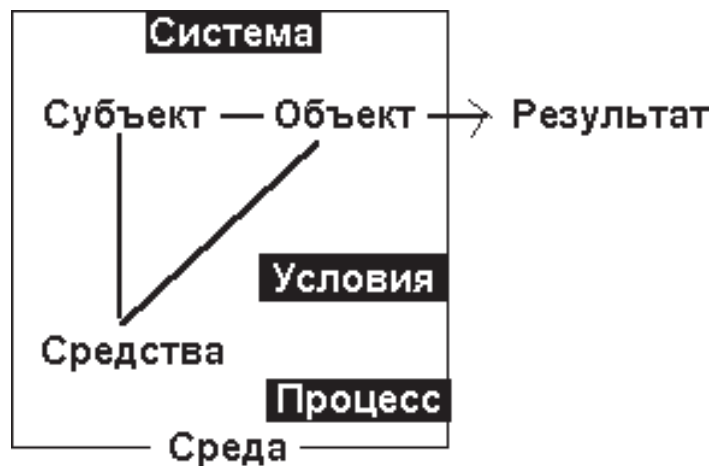 Система
Субъект — Объект → Результат
Условия
Средства
Процесс
Среда